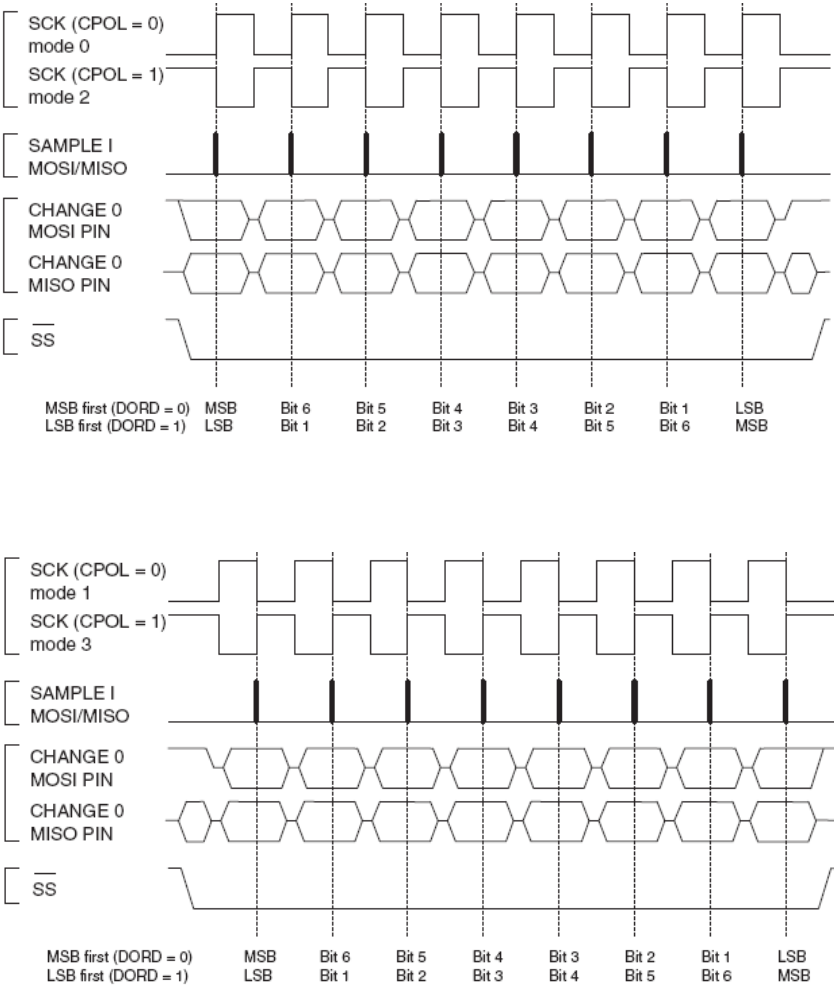 SCK (CPOL = 0)
mode 0
SCK (CPOL = 1)
mode 2
SAMPLE I
MOSI/MISO
CHANGE 0
MOSI PIN
CHANGE 0
MISO PIN
SS
MSB first (DORD = 0) MSB Bit 6 Bit 5 Bit 4 Bit 3 Bit 2 Bit 1 LSB
LSB first (DORD = 1) LSB Bit 1 Bit 2 Bit 3 Bit 4 Bit 5 Bit 6 MSB
SCK (CPOL = 0)
mode 1
SCK (CPOL = 1)
mode 3
SAMPLE I
MOSI/MISO
CHANGE 0
MOSI PIN
CHANGE 0
MISO PIN
SS
MSB first (DORD = 0) MSB Bit 6 Bit 5 Bit 4 Bit 3 Bit 2 Bit 1 LSB
LSB first (DORD = 1) LSB Bit 1 Bit 2 Bit 3 Bit 4 Bit 5 Bit 6 MSB